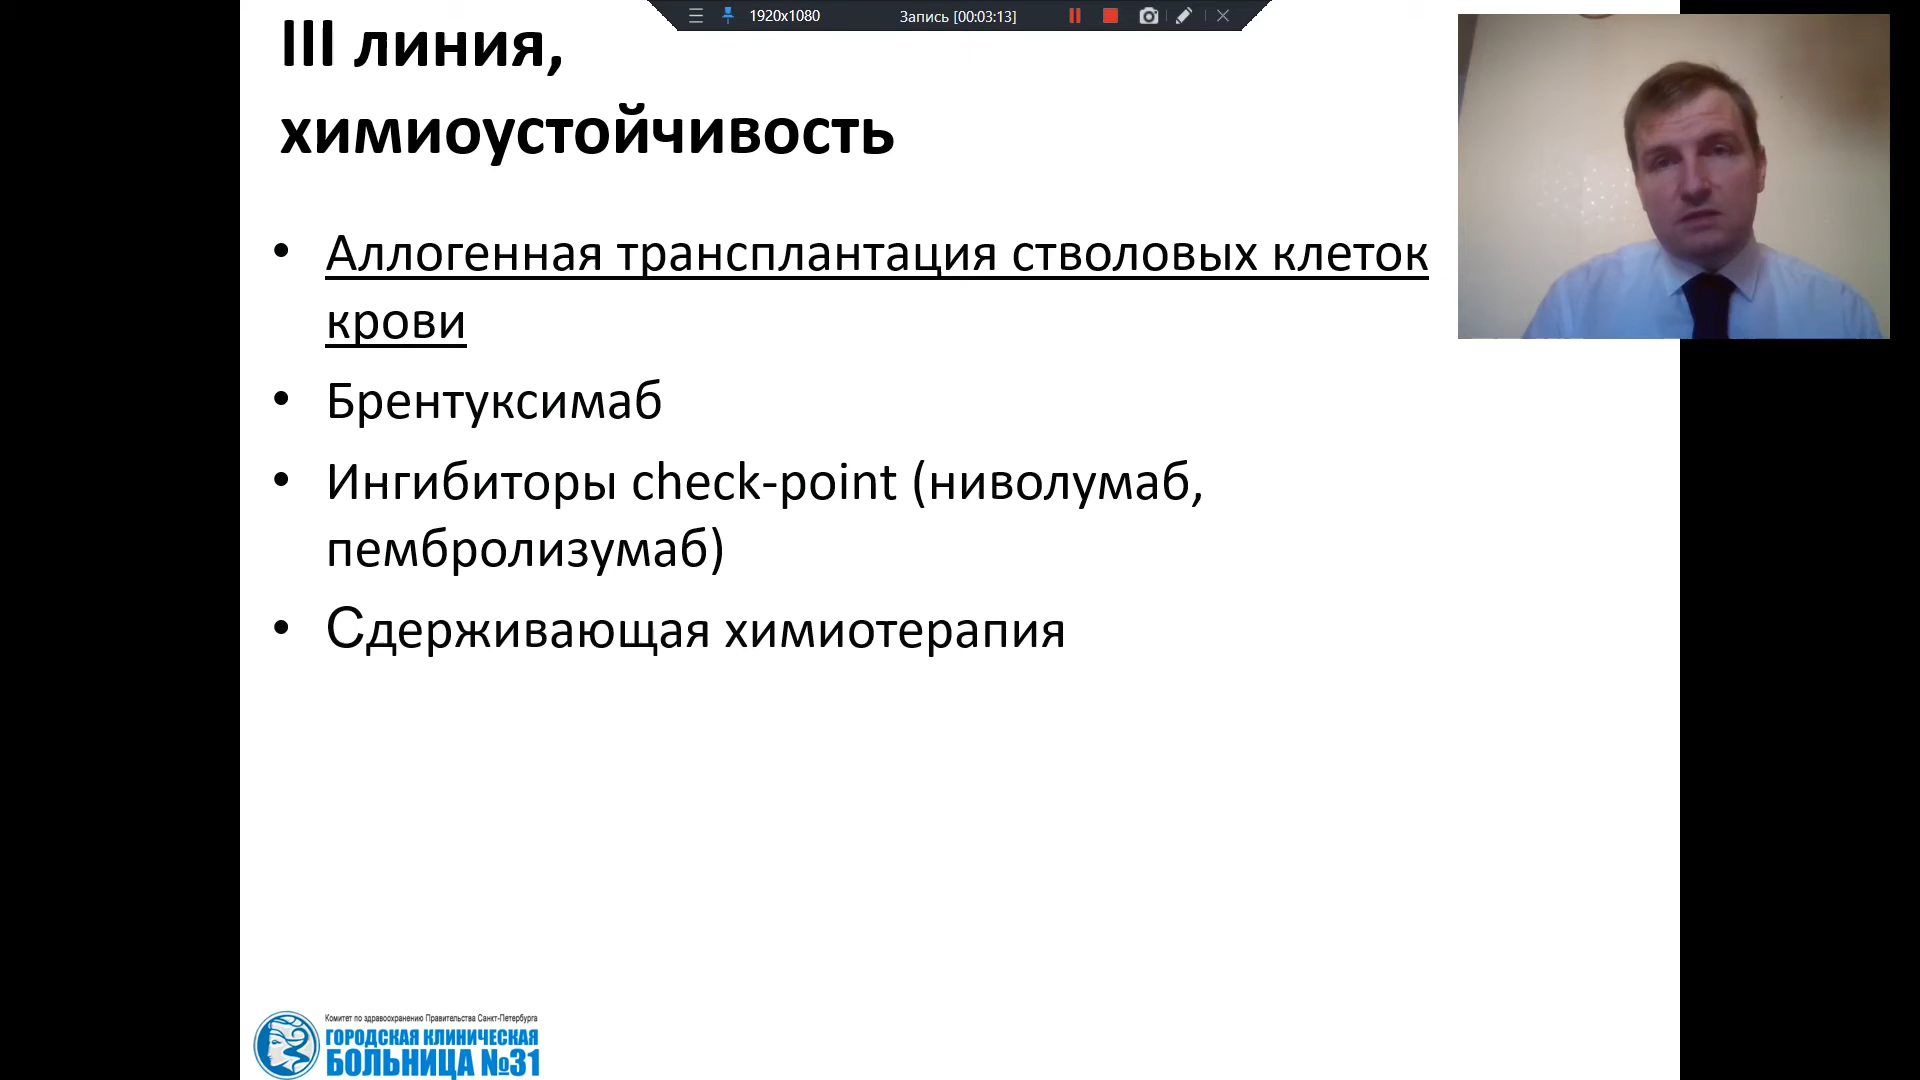 1920x1080
Запись [00:03:13]
III линия,
химиоустойчивость
• Аллогенная трансплантация стволовых клеток
крови
• Брентуксимаб
• Ингибиторы check-point (ниволумаб,
пембролизумаб)
• Сдерживающая химиотерапия
Комитет по здравоохранению Правительства Санкт-Петербурга
ГОРОДСКАЯ КЛИНИЧЕСКАЯ
БОЛЬНИЦА №31